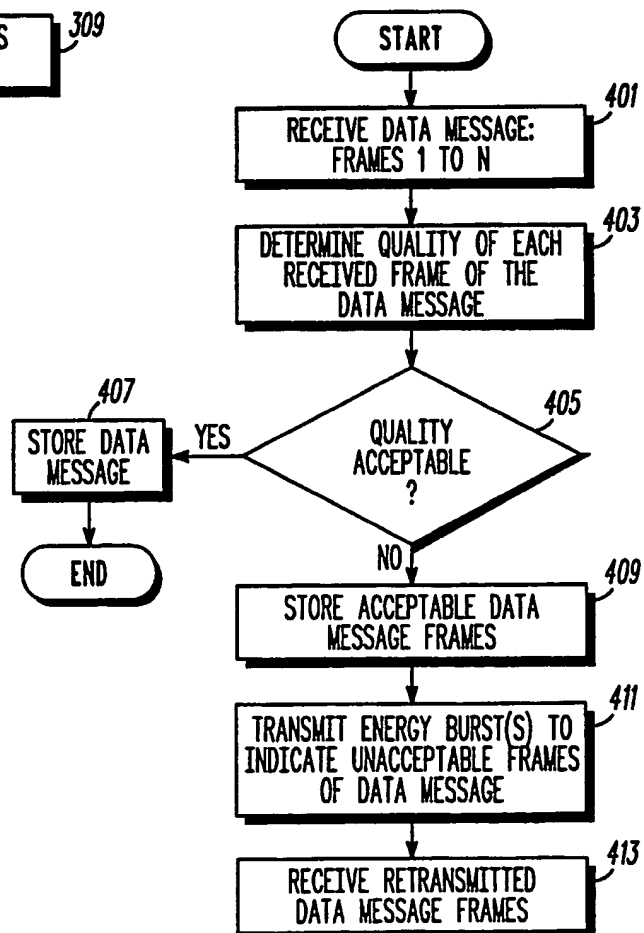 S
309
START
401
RECEIVE DATA MESSAGE:
FRAMES 1 TO N
403
DETERMINE QUALITY OF EACH
RECEIVED FRAME OF THE
DATA MESSAGE
405
QUALITY
ACCEPTABLE
?
YES
407
STORE DATA
MESSAGE
END
NO
409
STORE ACCEPTABLE DATA
MESSAGE FRAMES
411
TRANSMIT ENERGY BURST(S) TO
INDICATE UNACCEPTABLE FRAMES
OF DATA MESSAGE
413
RECEIVE RETRANSMITTED
DATA MESSAGE FRAMES